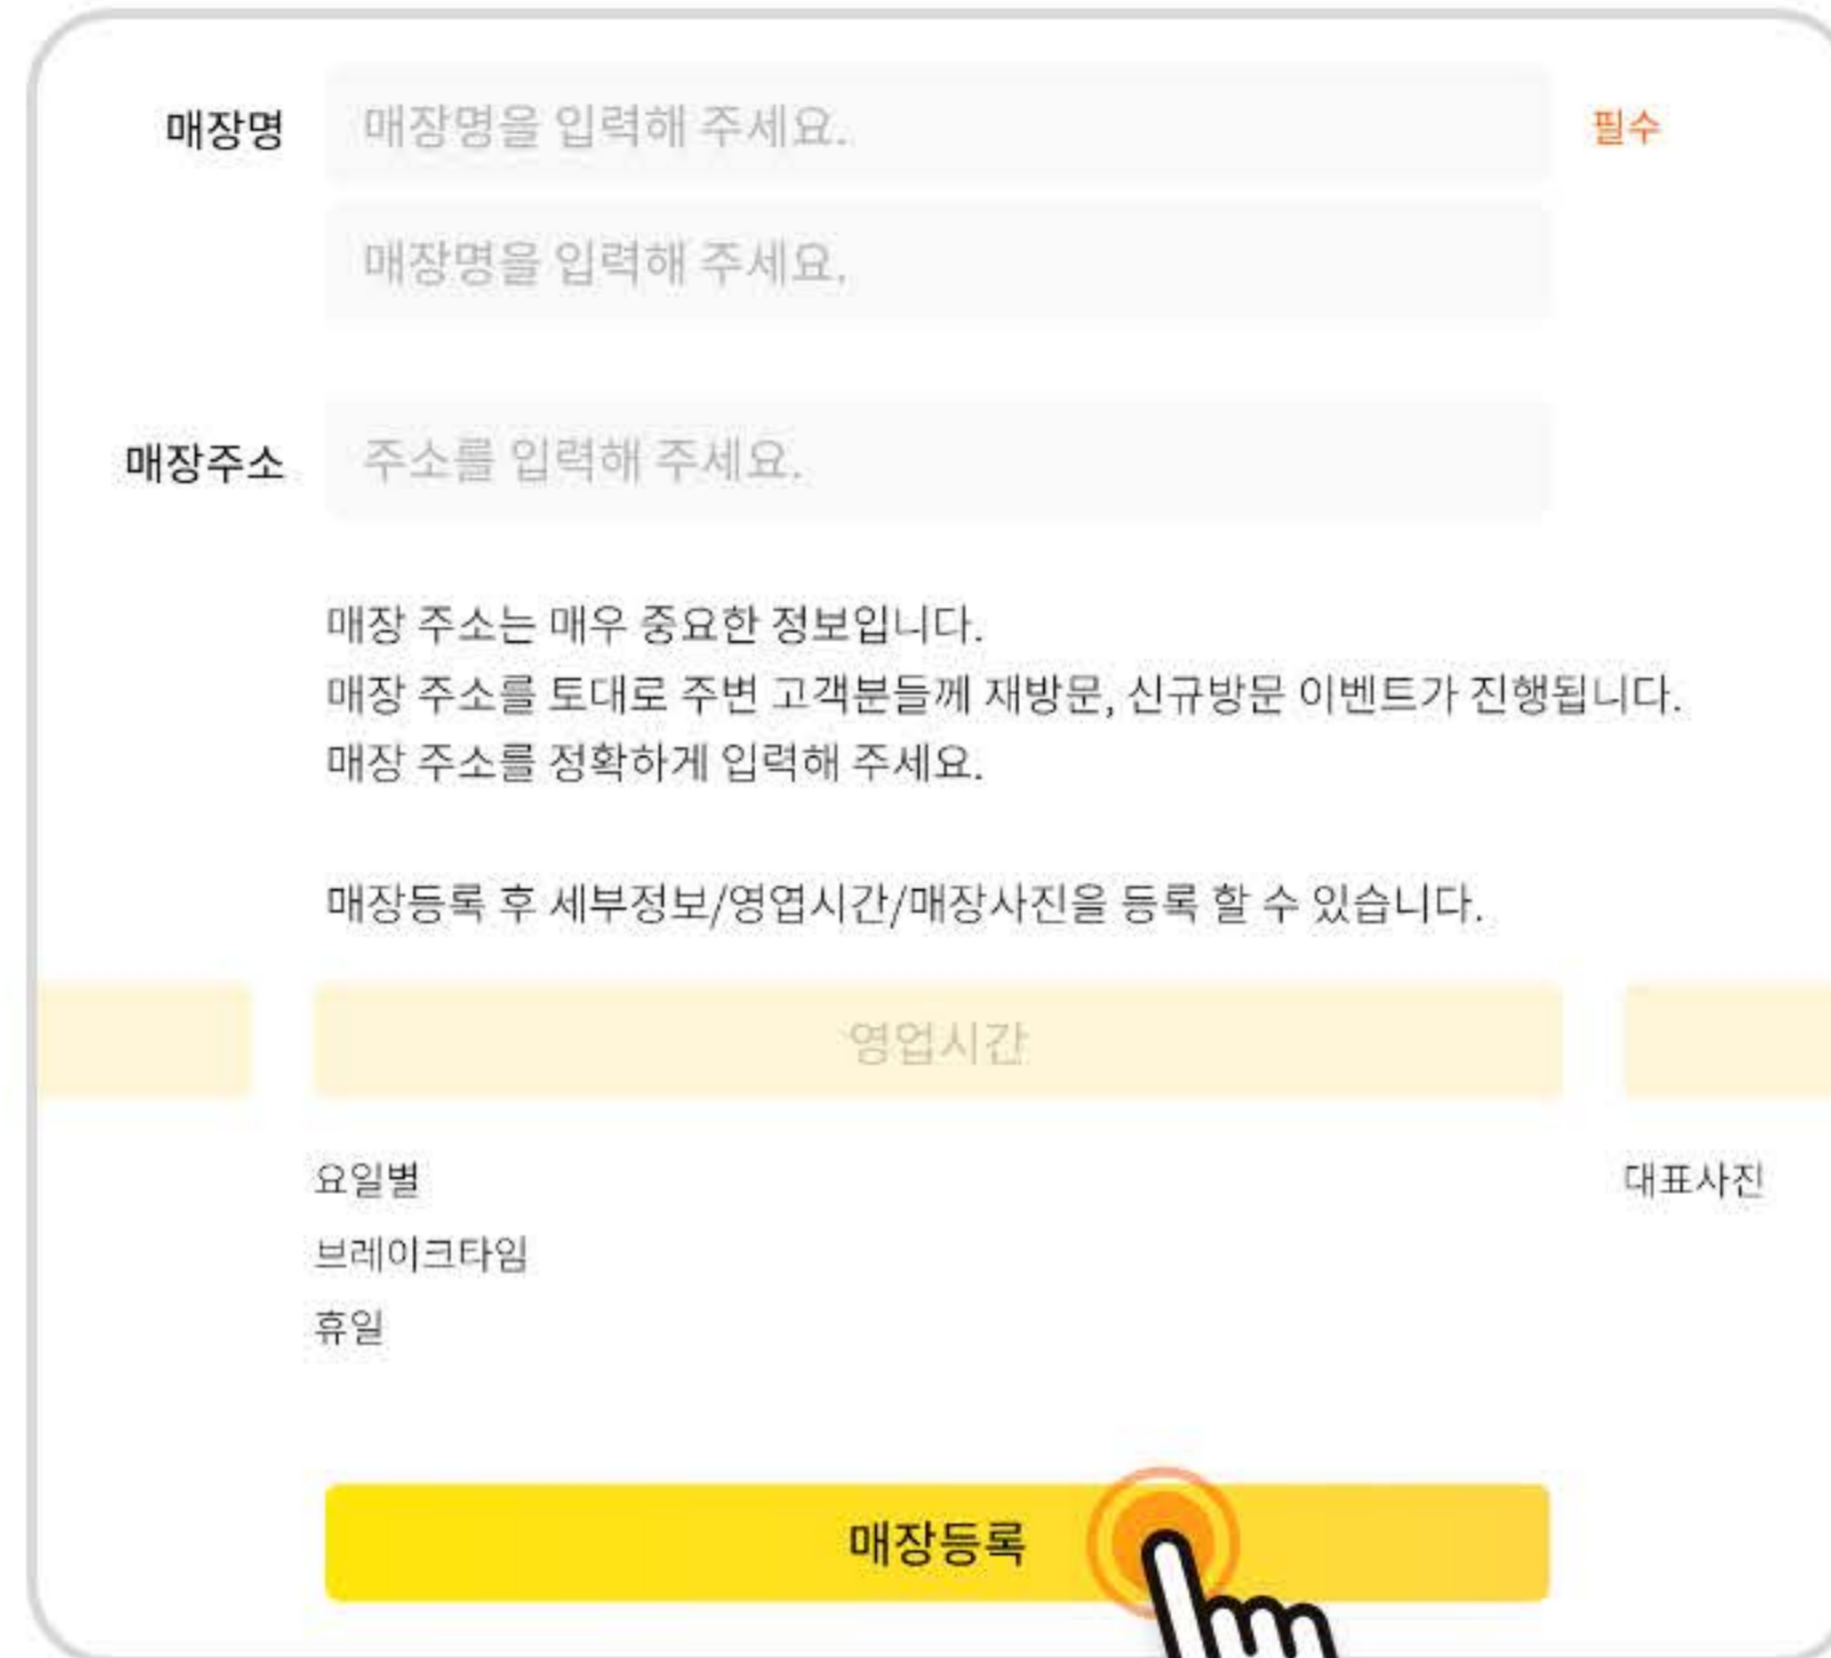 매장명 매장명을 입력해 주세요. 필수
매장명을 입력해 주세요.
매장주소 주소를 입력해 주세요.
매장 주소는 매우 중요한 정보입니다.
매장 주소를 토대로 주변 고객분들께 재방문, 신규방문 이벤트가 진행됩니다.
매장 주소를 정확하게 입력해 주세요.
매장등록 후 세부정보/영엽시간/매장사진을 등록 할 수 있습니다.
영업시간
요일별 대표사진
브레이크타임
휴일
매장등록